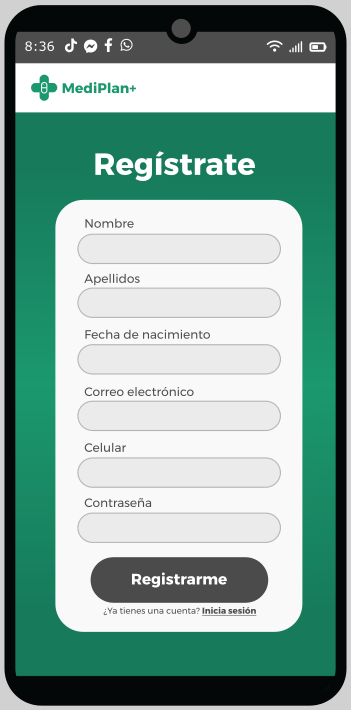 8:36
MediPlan+
Regístrate
Nombre
Apellidos
Fecha de nacimiento
Correo electrónico
Celular
Contraseña
Registrarme
¿Ya tienes una cuenta? Inicia sesión